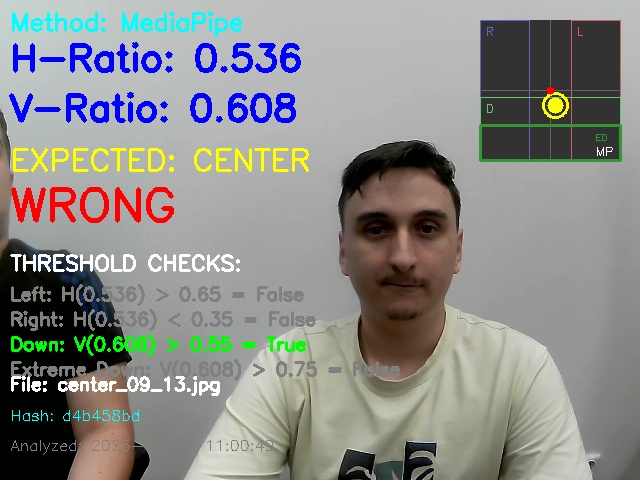 Method: MediaPipe
H-Ratio: 0.536
V-Ratio: 0.608
EXPECTED: CENTER
WRONG
THRESHOLD CHECKS:
Left: H(0.536) > 0.65 = False
Right: H(0.536) < 0.35 = False
Down: V(0.608) > 0.55 = True
Extreme Down: V(0.608) > 0.75 = False
File: center_09_13.jpg
Hash: d4b458bd
Analyzed: 11:00:49
R L
D
ED
MP